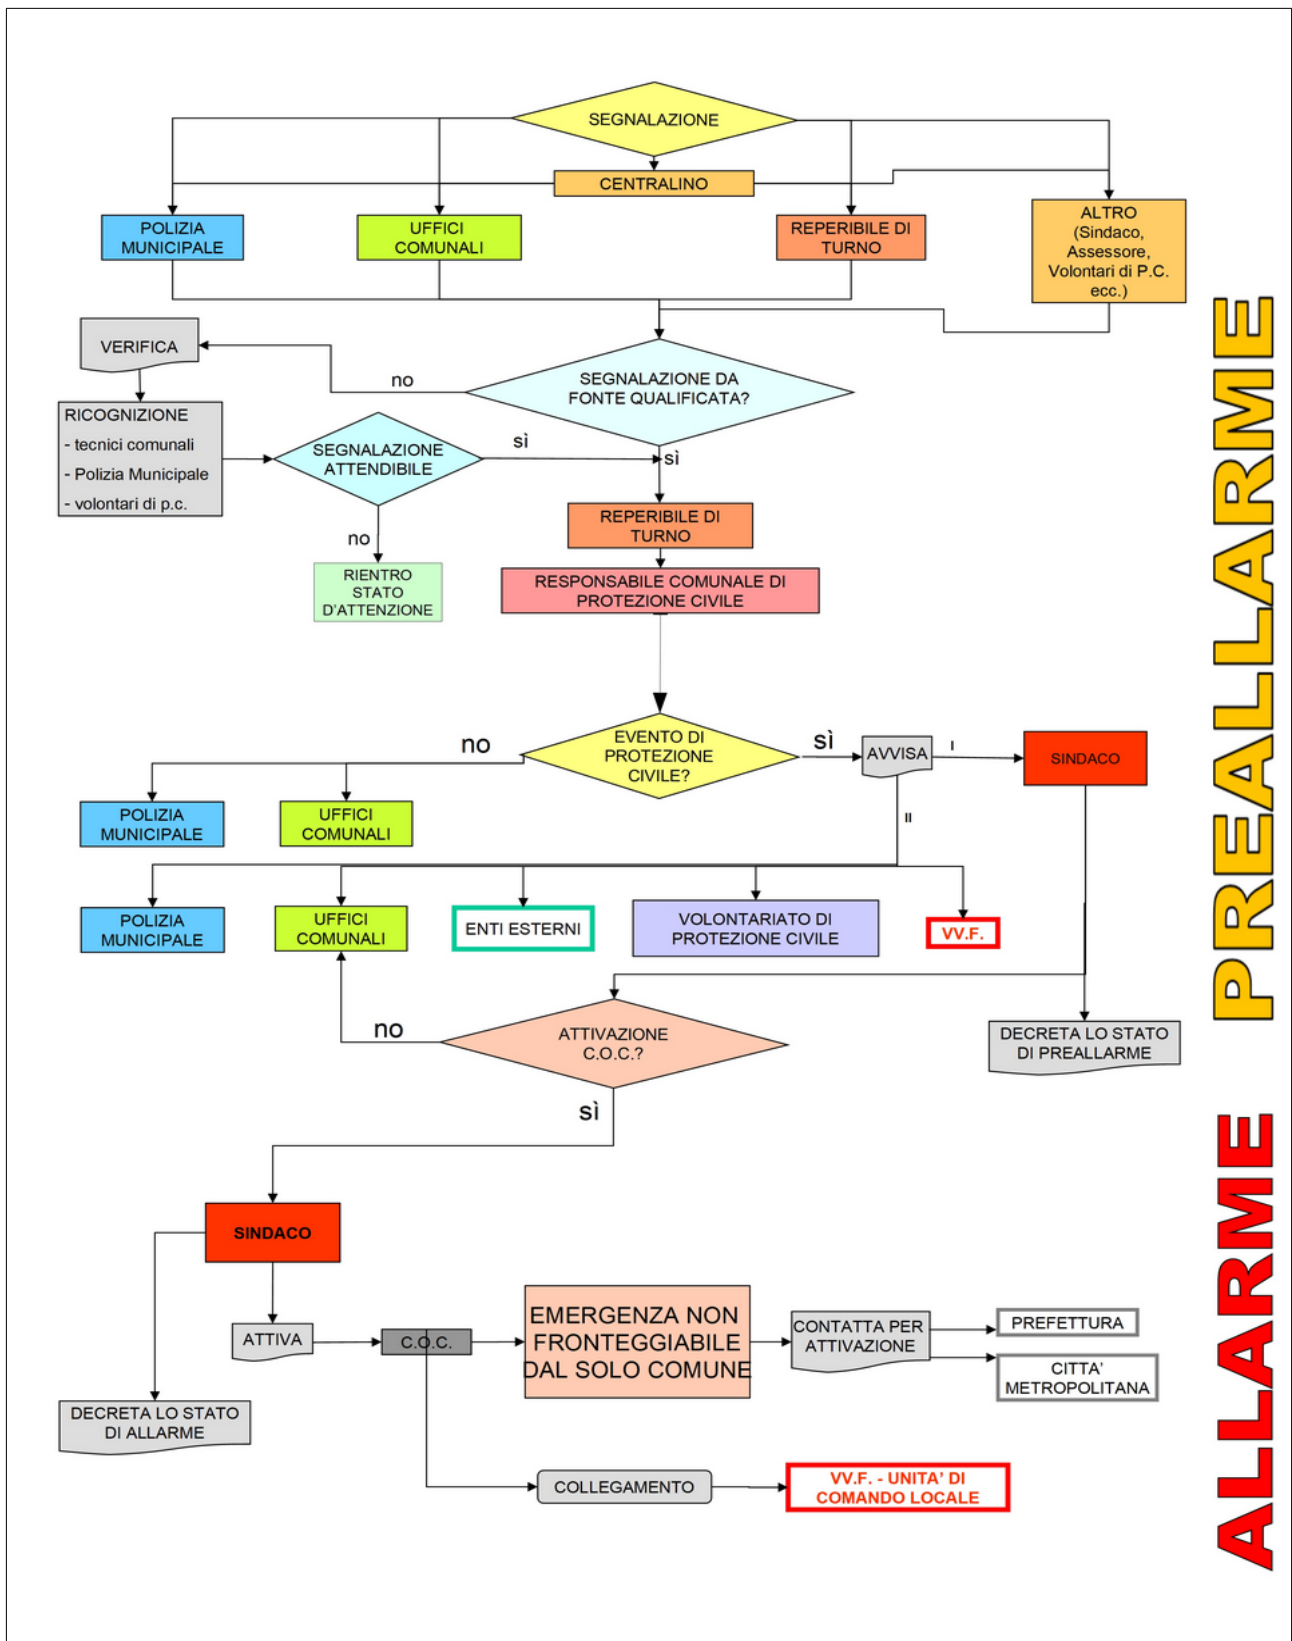 SEGNALAZIONE
CENTRALINO
POLIZIA
MUNICIPALE
UFFICI
COMUNALI
REPERIBILE DI
TURNO
ALTRO
(Sindaco,
Assessore,
Volontari di P.C.
ecc.)
VERIFICA
no
SEGNALAZIONE DA
FONTE QUALIFICATA?
RICOGNIZIONE
- tecnici comunali
- Polizia Municipale
- volontari di p.c.
SEGNALAZIONE
ATTENDIBILE
sì
sì
no
REPERIBILE DI
TURNO
RIENTRO
STATO
D'ATTENZIONE
RESPONSABILE COMUNALE DI
PROTEZIONE CIVILE
PREALLARME
no
EVENTO DI
PROTEZIONE
CIVILE?
sì
AVVISA
I
SINDACO
POLIZIA
MUNICIPALE
UFFICI
COMUNALI
II
POLIZIA
MUNICIPALE
UFFICI
COMUNALI
ENTI ESTERNI
VOLONTARIATO DI
PROTEZIONE CIVILE
VV.F.
no
ATTIVAZIONE
C.O.C.?
DECRETA LO STATO
DI PREALLARME
sì
ALLARME
SINDACO
ATTIVA
C.O.C.
EMERGENZA NON
FRONTEGGIABILE
DAL SOLO COMUNE
CONTATTA PER
ATTIVAZIONE
PREFETTURA
CITTA'
METROPOLITANA
DECRETA LO STATO
DI ALLARME
COLLEGAMENTO
VV.F. - UNITA' DI
COMANDO LOCALE